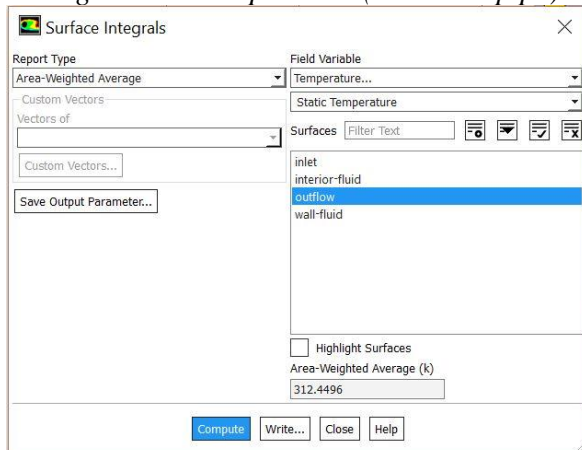 Surface Integrals
Report Type
Area-Weighted Average
Custom Vectors
Vectors of
Custom Vectors...
Save Output Parameter...
Field Variable
Temperature...
Static Temperature
Surfaces Filter Text
inlet
interior-fluid
outflow
wall-fluid
Highlight Surfaces
Area-Weighted Average (k)
312.4496
Compute Write... Close Help